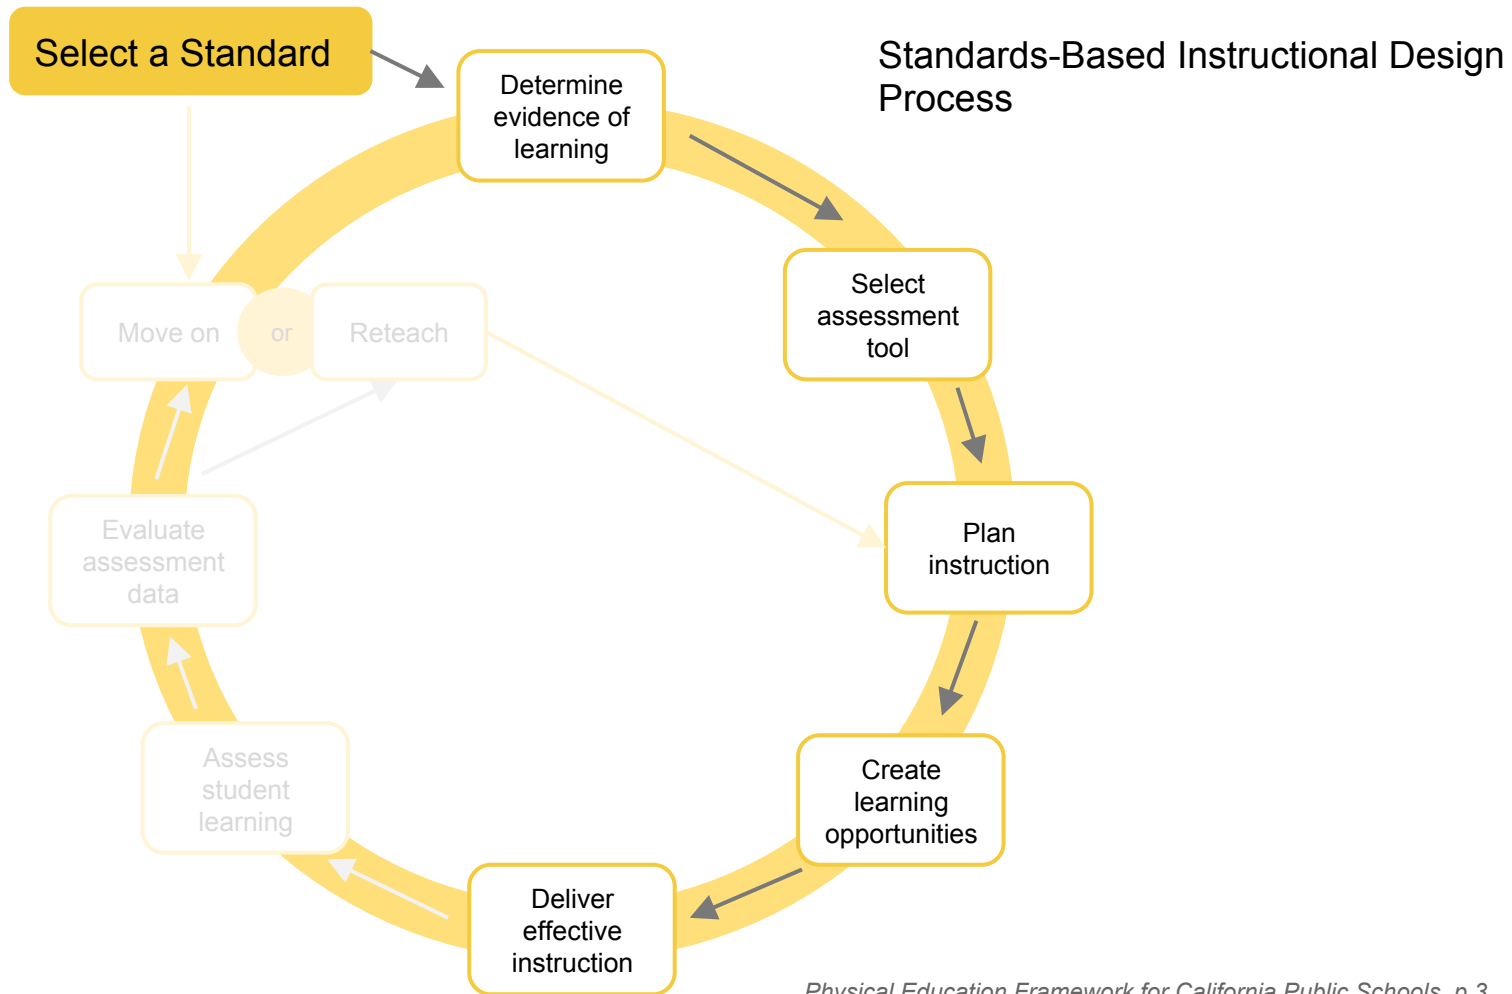 Select a Standard
Standards-Based Instructional Design
Process
Determine
evidence of
learning
Select
assessment
tool
Plan
instruction
Create
learning
opportunities
Deliver
effective
instruction
Assess
student
learning
Evaluate
assessment
data
Move on
or
Reteach
Physical Education Framework for California Public Schools, p.3